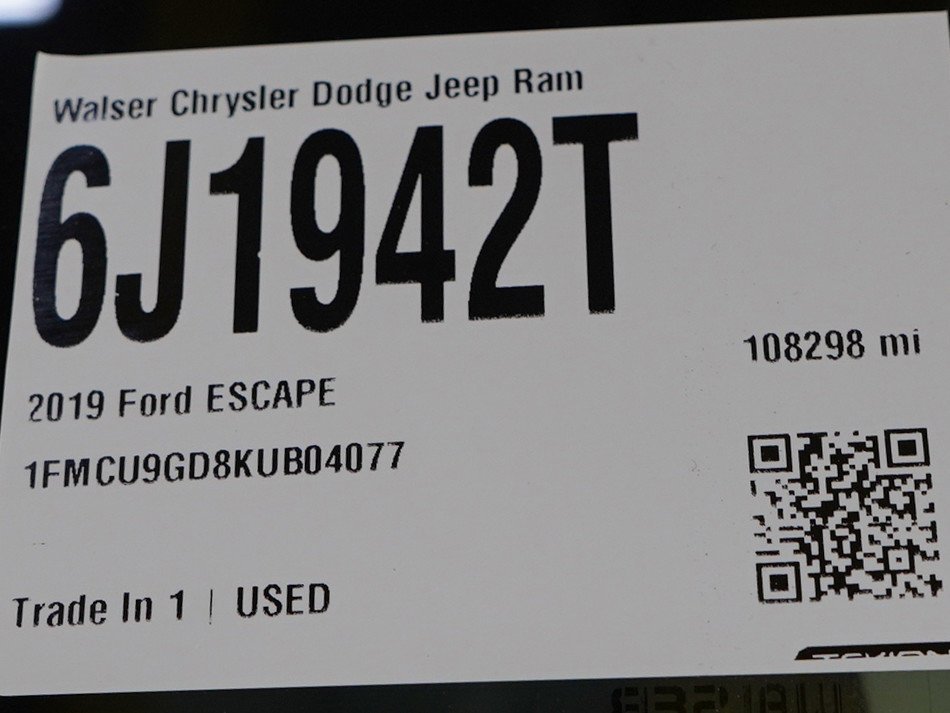 Walser Chrysler Dodge Jeep Ram
6J1942T
108298 mi
2019 Ford ESCAPE
1FMCU9GD8KUB04077
Trade In 1 | USED